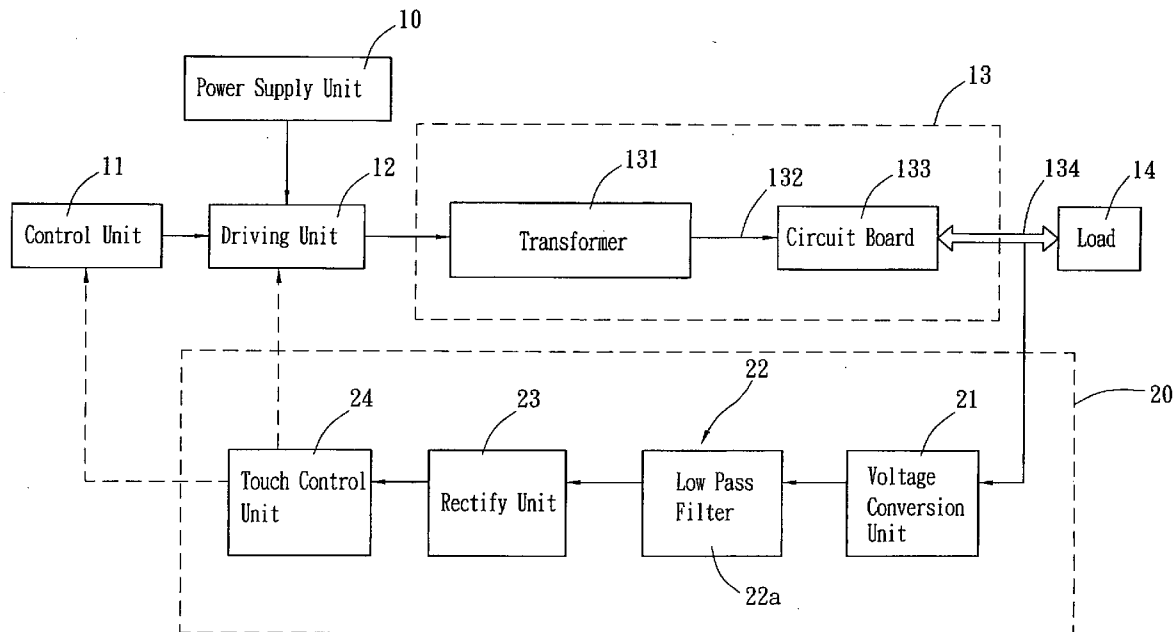 10
Power Supply Unit
13
11
12
131
132
133
134
14
Control Unit
Driving Unit
Transformer
Circuit Board
Load
24
23
22
21
20
Touch Control
Unit
Rectify Unit
Low Pass
Filter
Voltage
Conversion
Unit
22a